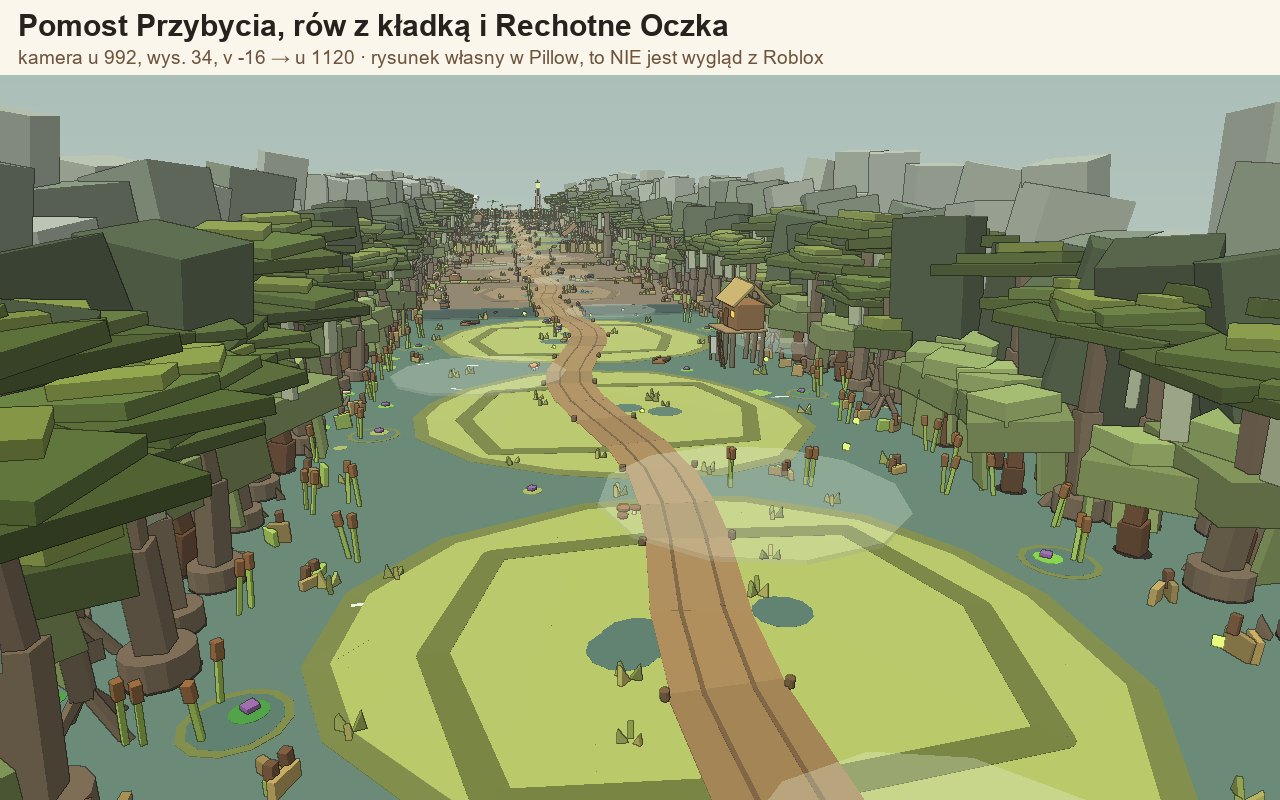 Pomost Przybycia, rów z kładką i Rechotne Oczka
kamera u 992, wys. 34, v -16 → u 1120 · rysunek własny w Pillow, to NIE jest wygląd z Roblox